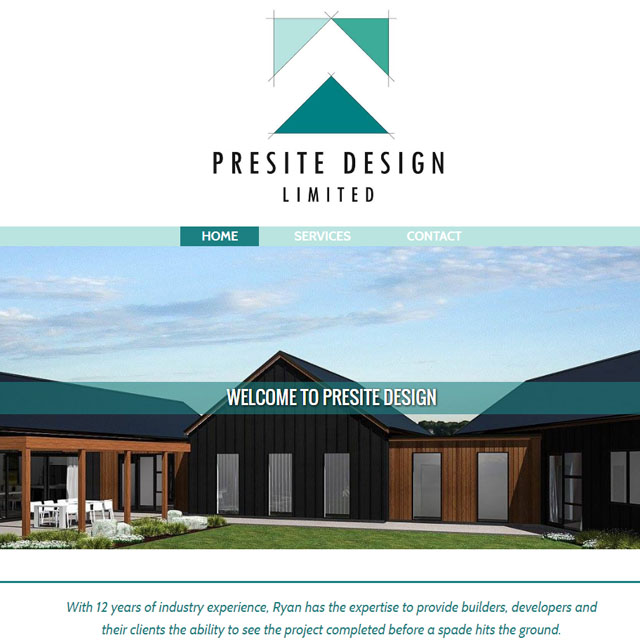 PRESITE DESIGN
LIMITED
HOME SERVICES CONTACT
WELCOME TO PRESITE DESIGN
With 12 years of industry experience, Ryan has the expertise to provide builders, developers and
their clients the ability to see the project completed before a spade hits the ground.